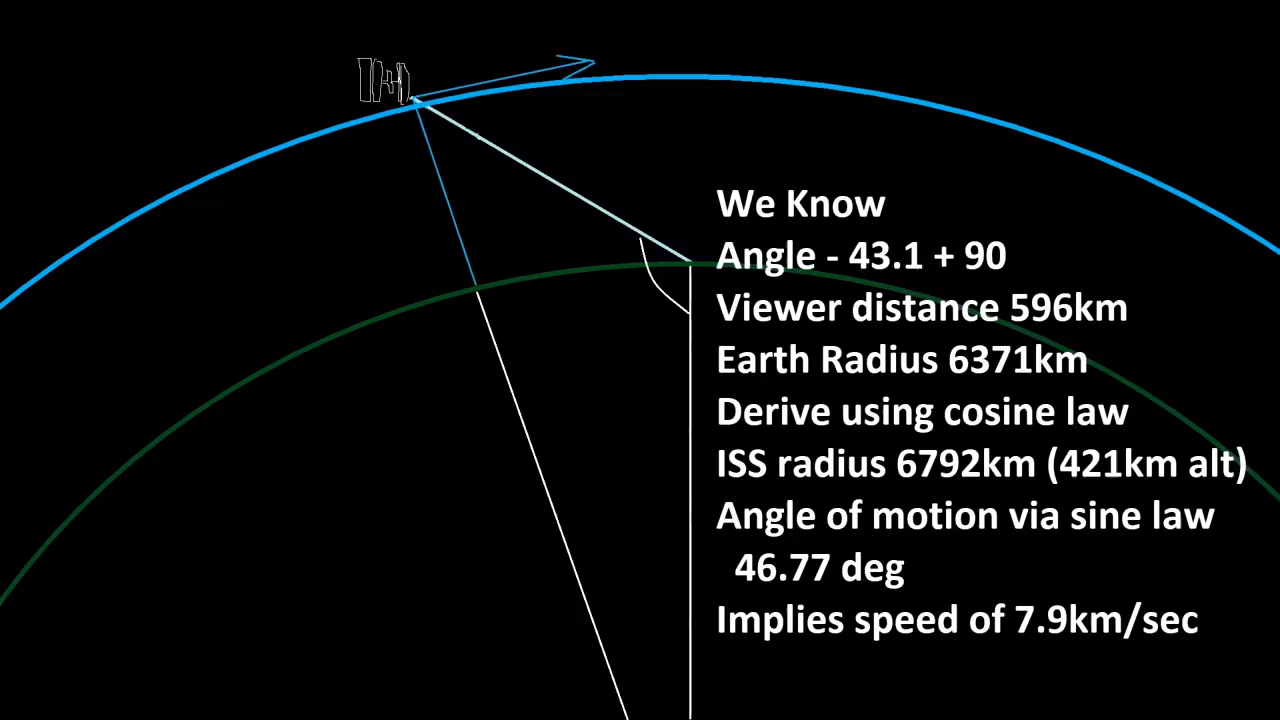 We Know
Angle - 43.1 + 90
Viewer distance 596km
Earth Radius 6371km
Derive using cosine law
ISS radius 6792km (421km alt)
Angle of motion via sine law
46.77 deg
Implies speed of 7.9km/sec